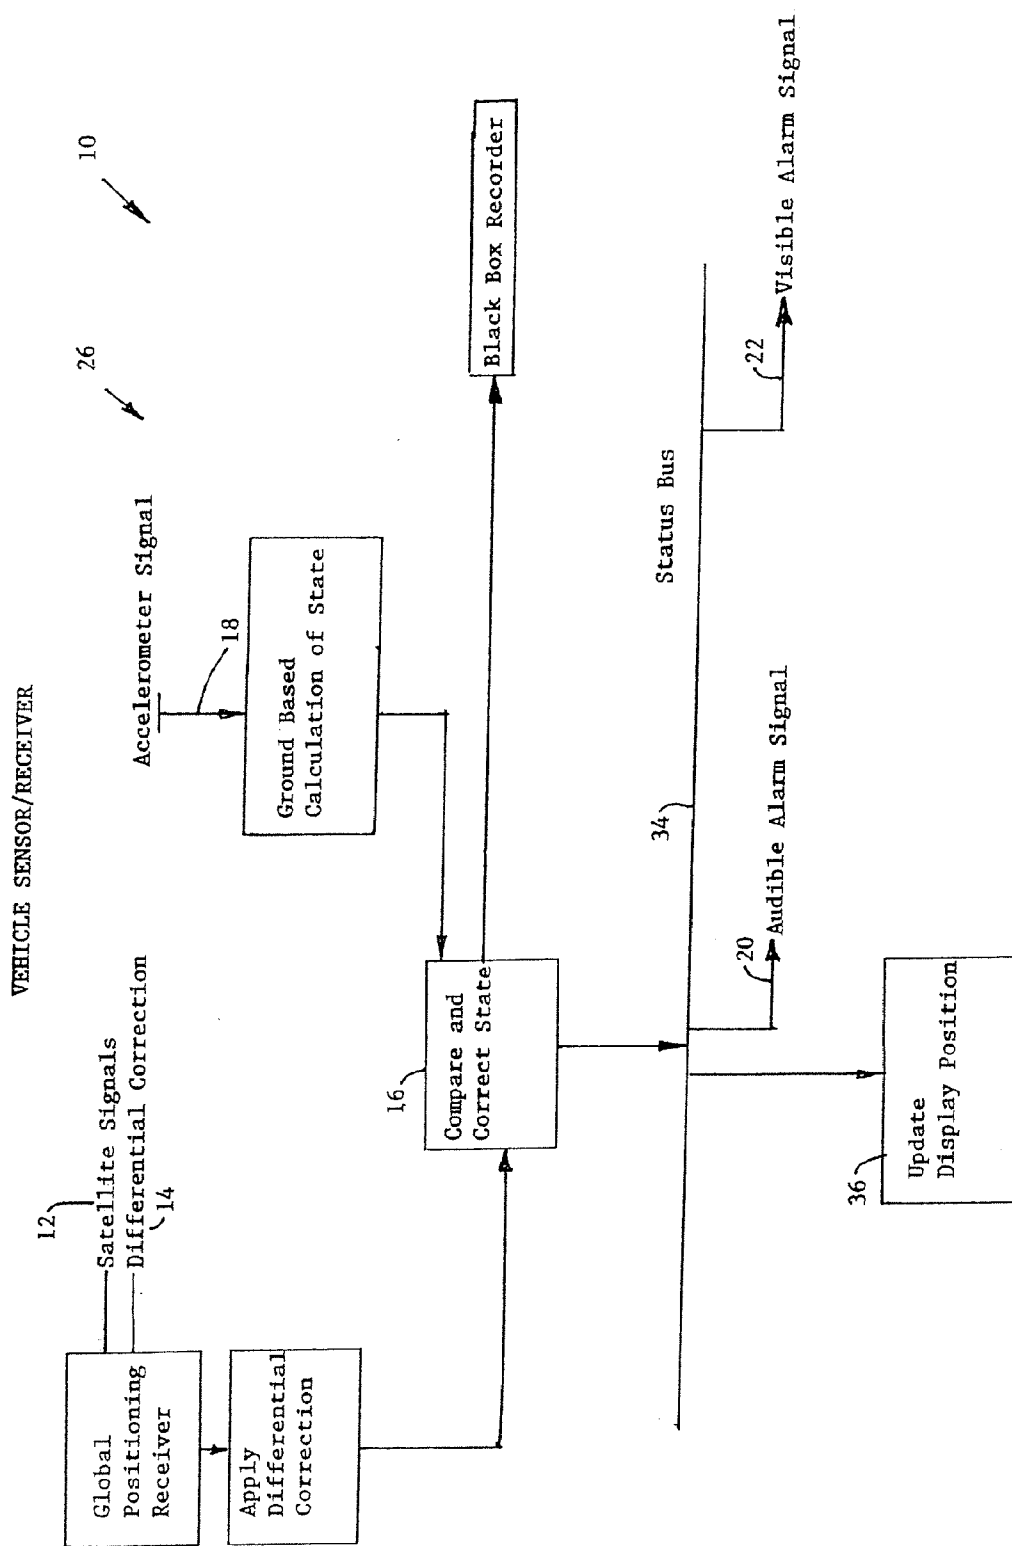 VEHICLE SENSOR/RECEIVER
10
26
12
Satellite Signals
Differential Correction
14
Global
Positioning
Receiver
Apply
Differential
Correction
Accelerometer Signal
18
Ground Based
Calculation of State
16
Compare and
Correct State
Black Box Recorder
34
Status Bus
20
Audible Alarm Signal
22
Visible Alarm Signal
36
Update
Display Position